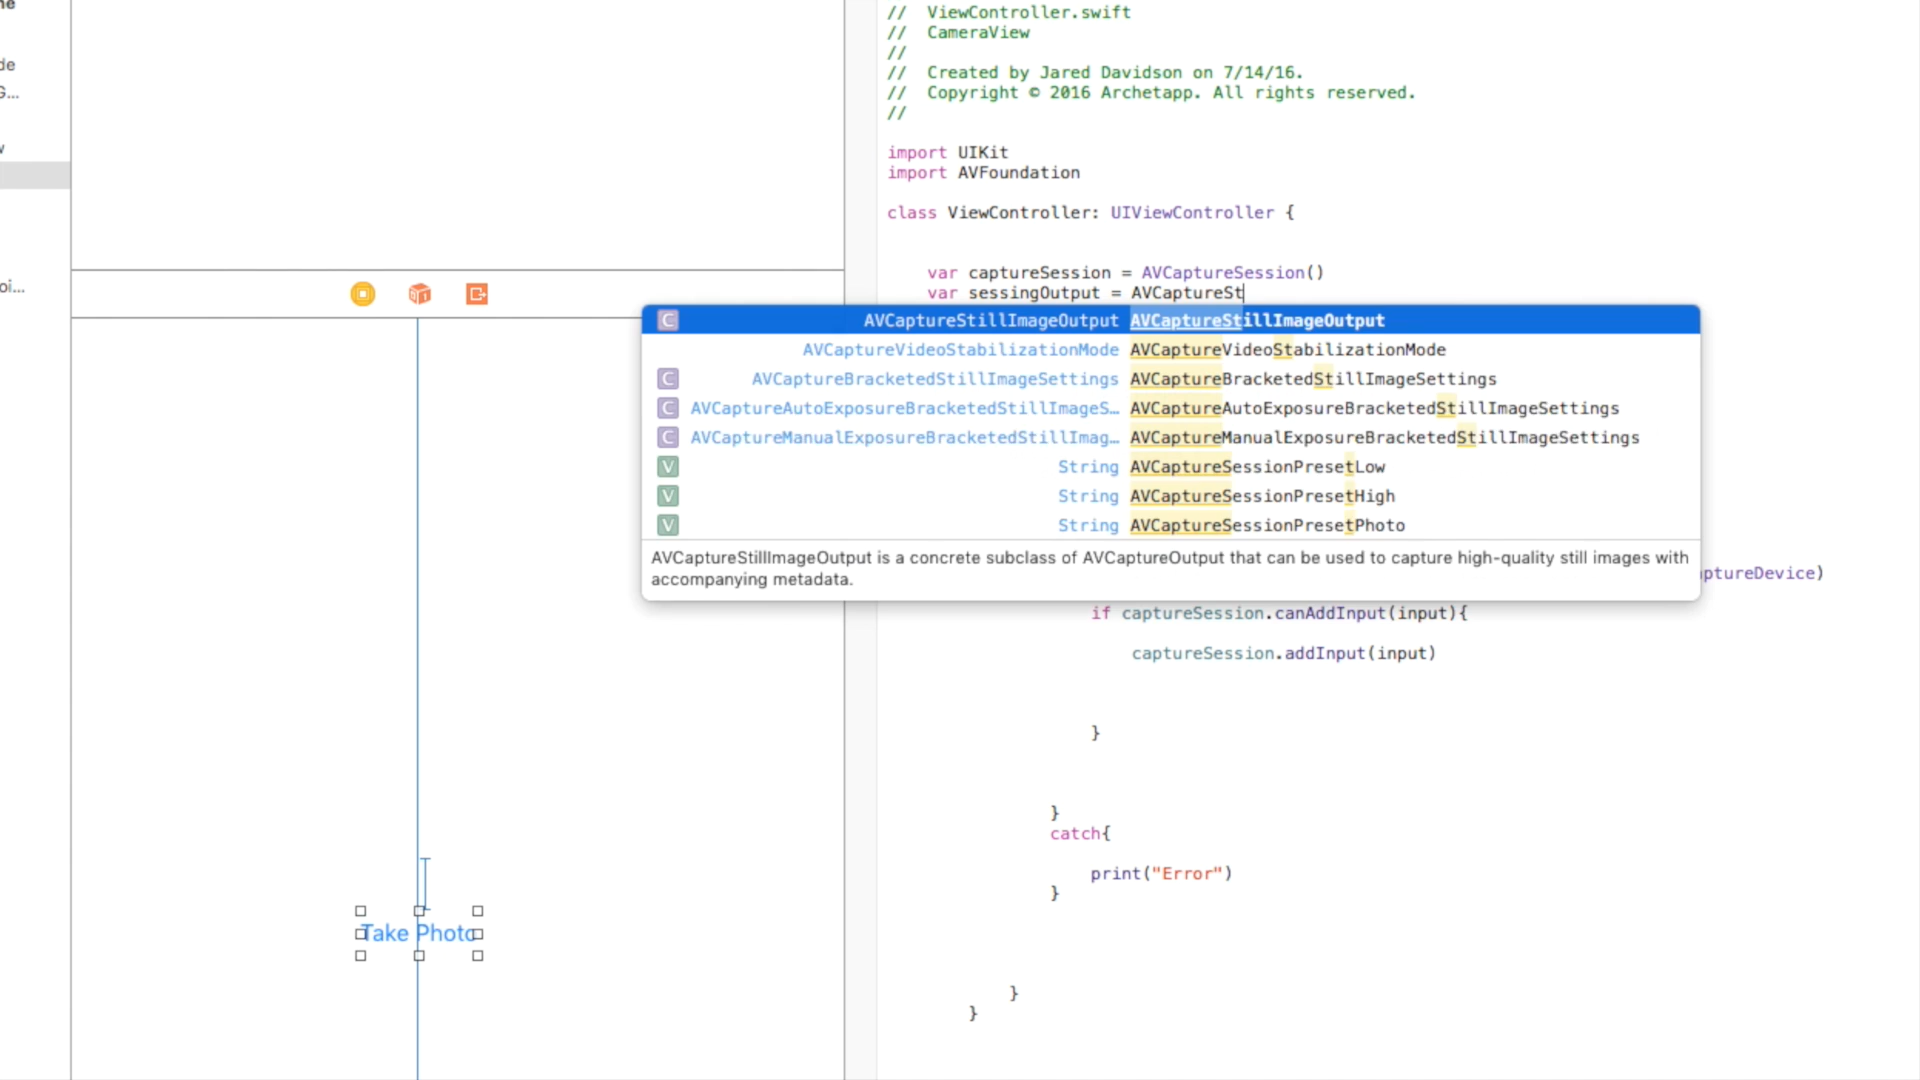 ne
de
G...
w
oi...
Take Photo
//  ViewController.swift
//  CameraView
//
//  Created by Jared Davidson on 7/14/16.
//  Copyright © 2016 Archetapp. All rights reserved.
//
import UIKit
import AVFoundation
class ViewController: UIViewController {
var captureSession = AVCaptureSession()
var sessingOutput = AVCaptureSt
C AVCaptureStillImageOutput AVCaptureStillImageOutput
AVCaptureVideoStabilizationMode AVCaptureVideoStabilizationMode
C AVCaptureBracketedStillImageSettings AVCaptureBracketedStillImageSettings
C AVCaptureAutoExposureBracketedStillImageS... AVCaptureAutoExposureBracketedStillImageSettings
C AVCaptureManualExposureBracketedStillImag... AVCaptureManualExposureBracketedStillImageSettings
V String AVCaptureSessionPresetLow
V String AVCaptureSessionPresetHigh
V String AVCaptureSessionPresetPhoto
AVCaptureStillImageOutput is a concrete subclass of AVCaptureOutput that can be used to capture high-quality still images with
accompanying metadata.
ptureDevice)
if captureSession.canAddInput(input){
captureSession.addInput(input)
}
}
catch{
print("Error")
}
}
}